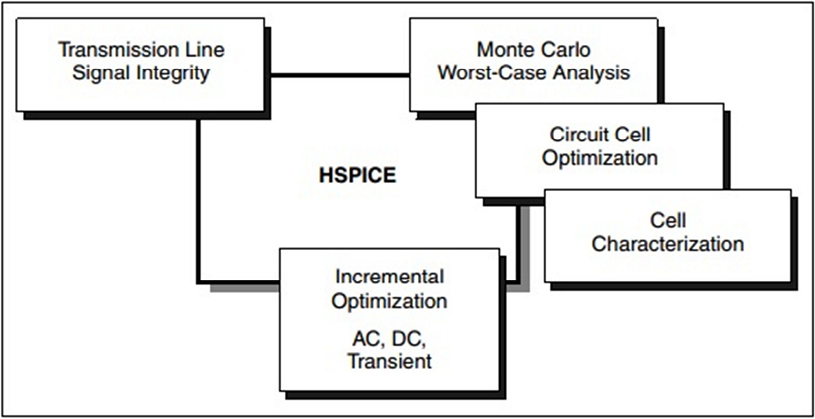 Transmission Line
Signal Integrity
Monte Carlo
Worst-Case Analysis
Circuit Cell
Optimization
HSPICE
Cell
Characterization
Incremental
Optimization
AC, DC,
Transient